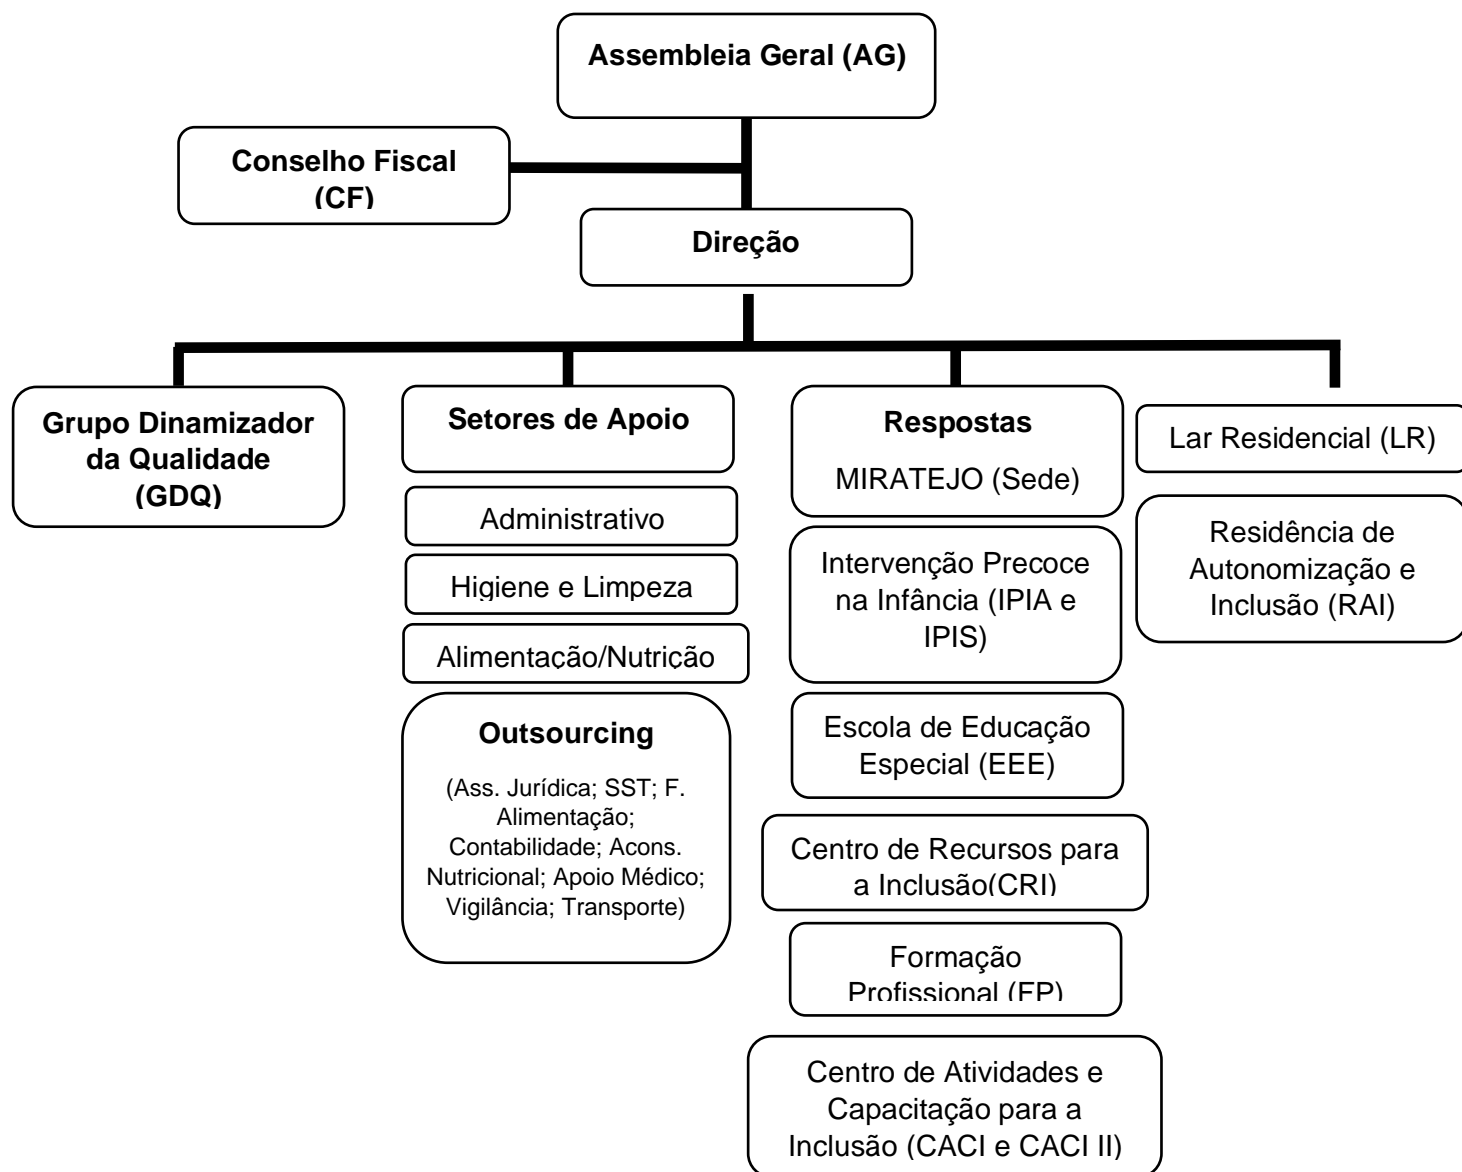 Assembleia Geral (AG)
Conselho Fiscal
(CF)
Direção
Grupo Dinamizador
da Qualidade
(GDQ)
Setores de Apoio
Administrativo
Higiene e Limpeza
Alimentação/Nutrição
Outsourcing
(Ass. Jurídica; SST; F.
Alimentação;
Contabilidade; Acons.
Nutricional; Apoio Médico;
Vigilância; Transporte)
Respostas
MIRATEJO (Sede)
Intervenção Precoce
na Infância (IPIA e
IPIS)
Escola de Educação
Especial (EEE)
Centro de Recursos para
a Inclusão(CRI)
Formação
Profissional (FP)
Centro de Atividades e
Capacitação para a
Inclusão (CACI e CACI II)
Lar Residencial (LR)
Residência de
Autonomização e
Inclusão (RAI)